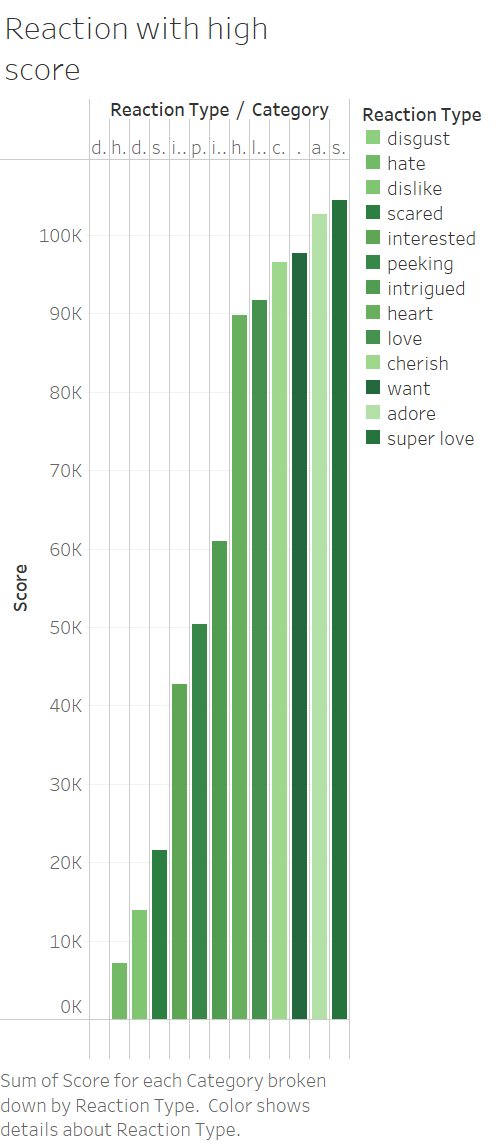 Reaction with high
score
Reaction Type / Category
d. h. d. s. i.. p. i.. h. l.. c. . a. s.
Reaction Type
disgust
hate
dislike
scared
interested
peeking
intrigued
heart
love
cherish
want
adore
super love
100K
90K
80K
70K
60K
50K
40K
30K
20K
10K
0K
Score
Sum of Score for each Category broken
down by Reaction Type. Color shows
details about Reaction Type.